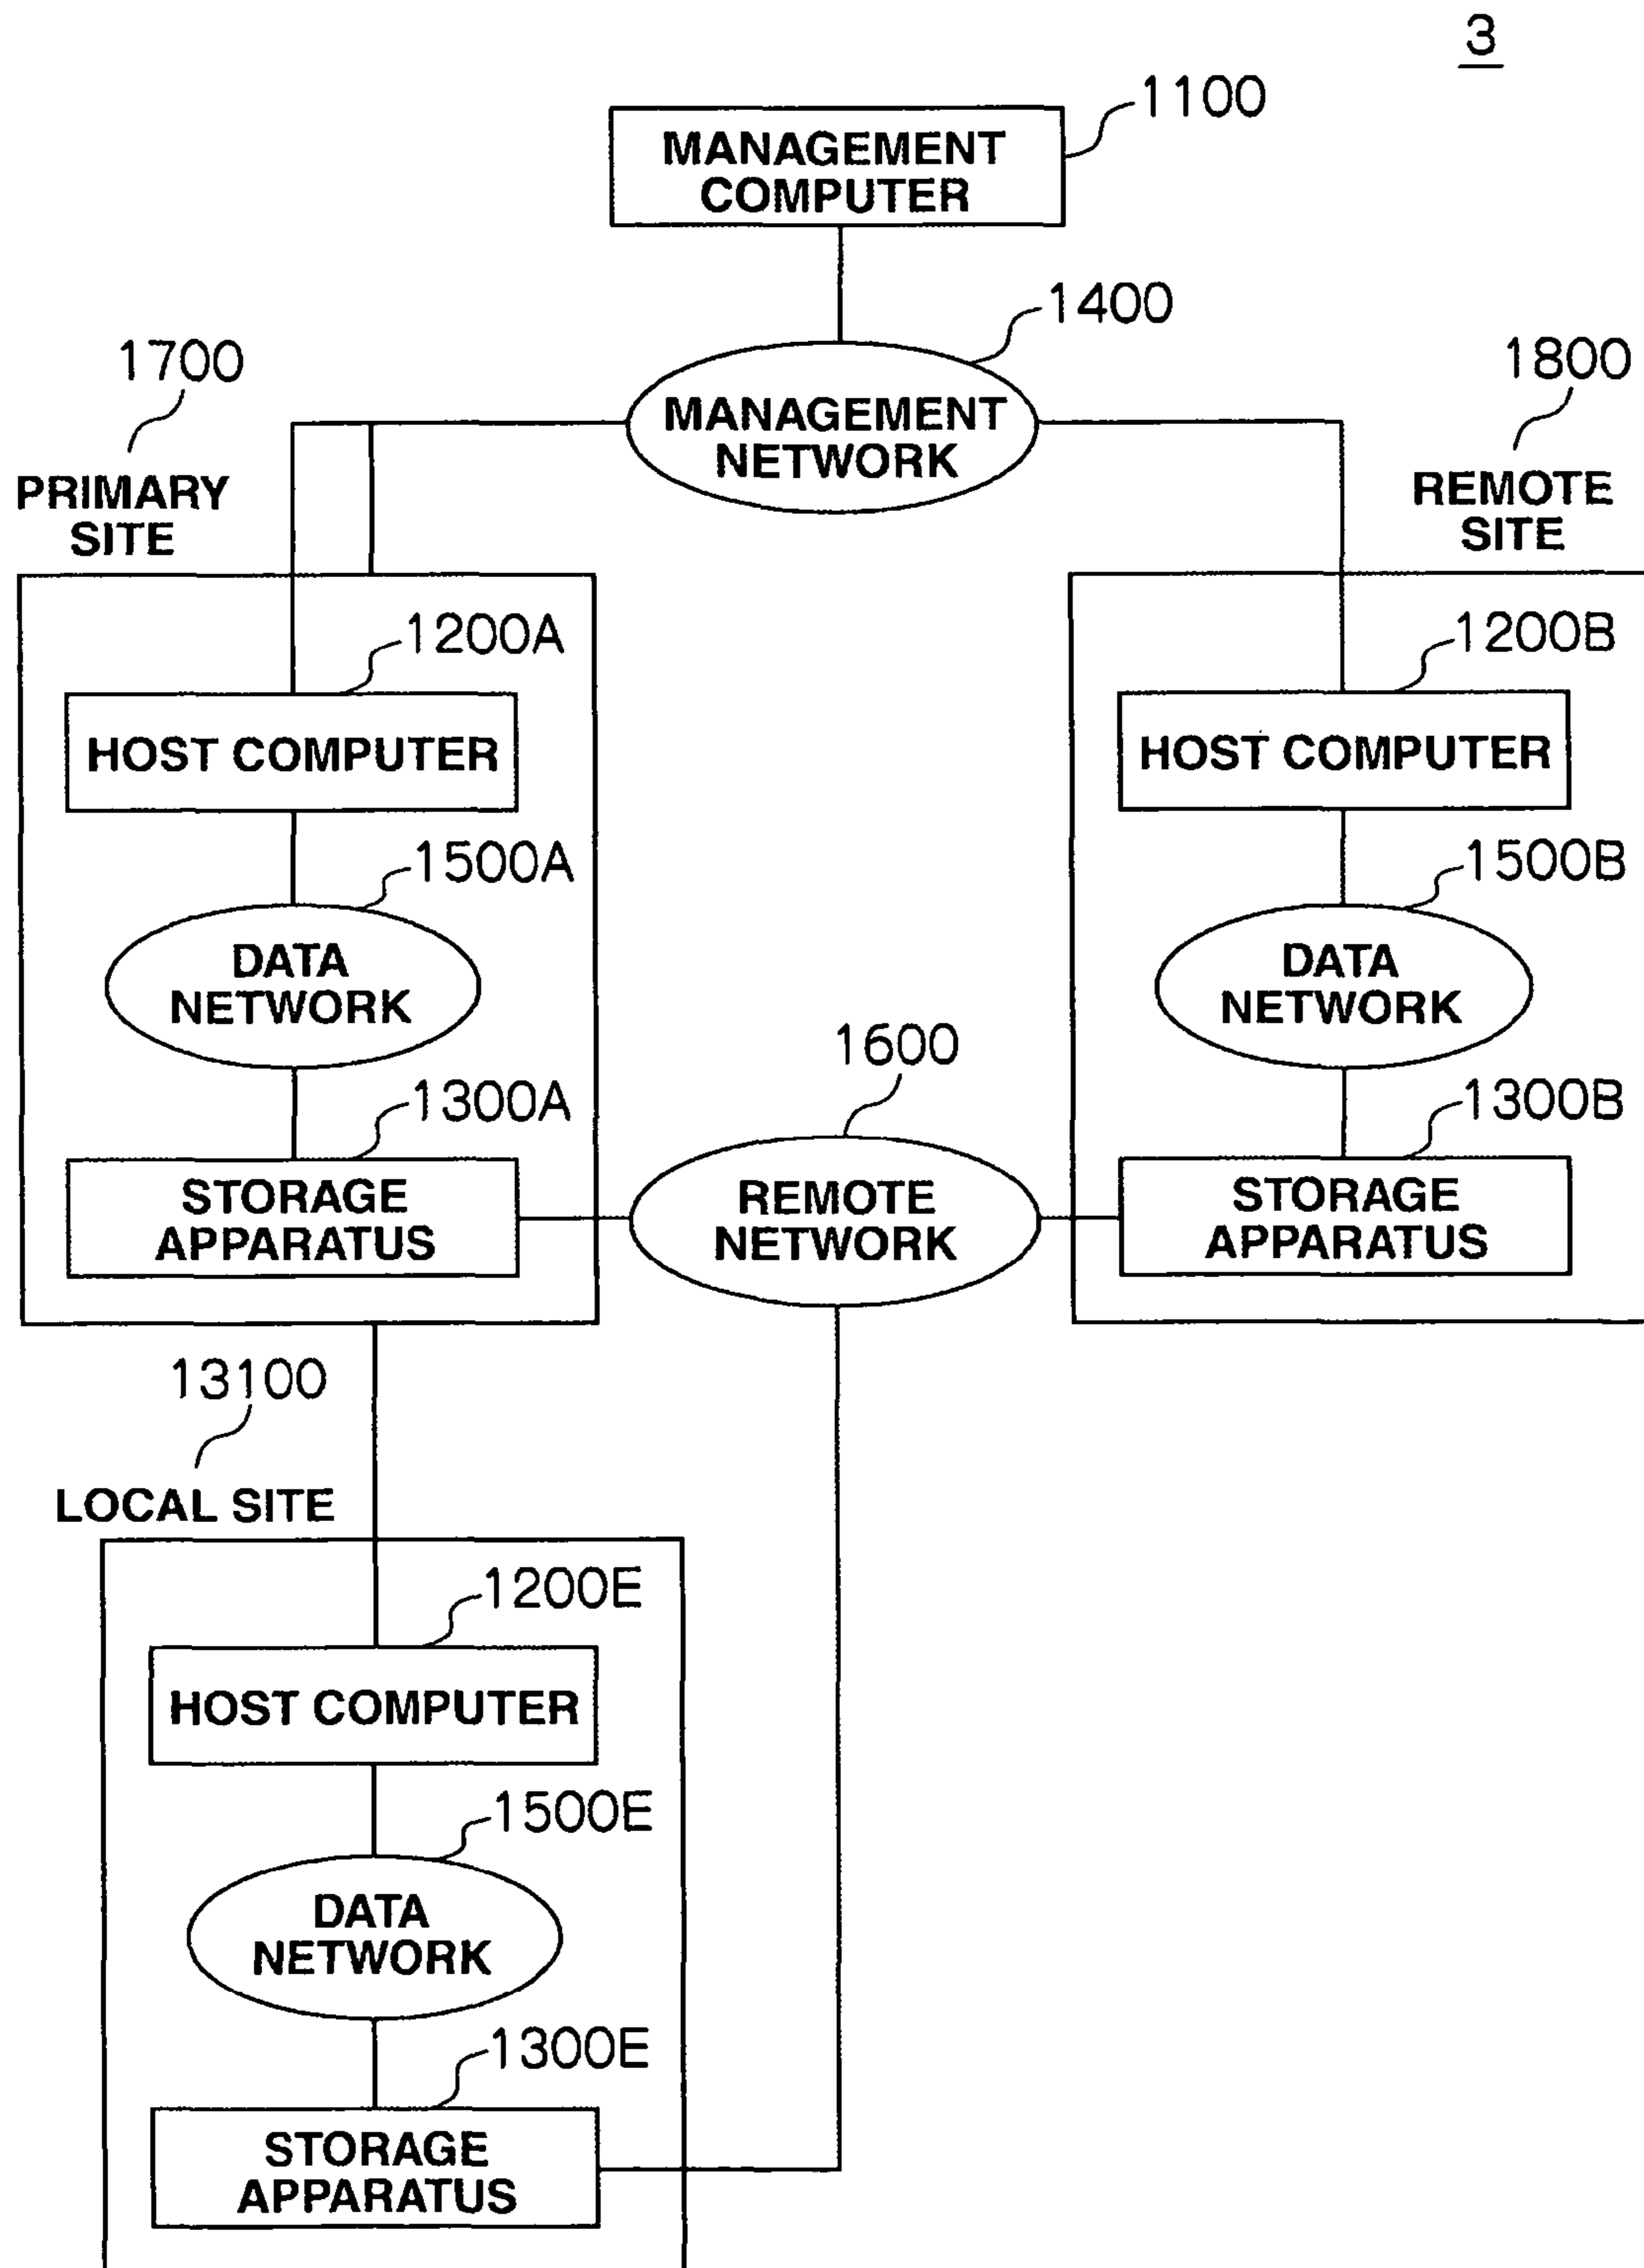 3
1100
MANAGEMENT
COMPUTER
1400
MANAGEMENT
NETWORK
1700
PRIMARY
SITE
1800
REMOTE
SITE
1200A
HOST COMPUTER
1500A
DATA
NETWORK
1300A
STORAGE
APPARATUS
1600
REMOTE
NETWORK
1200B
HOST COMPUTER
1500B
DATA
NETWORK
1300B
STORAGE
APPARATUS
13100
LOCAL SITE
1200E
HOST COMPUTER
1500E
DATA
NETWORK
1300E
STORAGE
APPARATUS